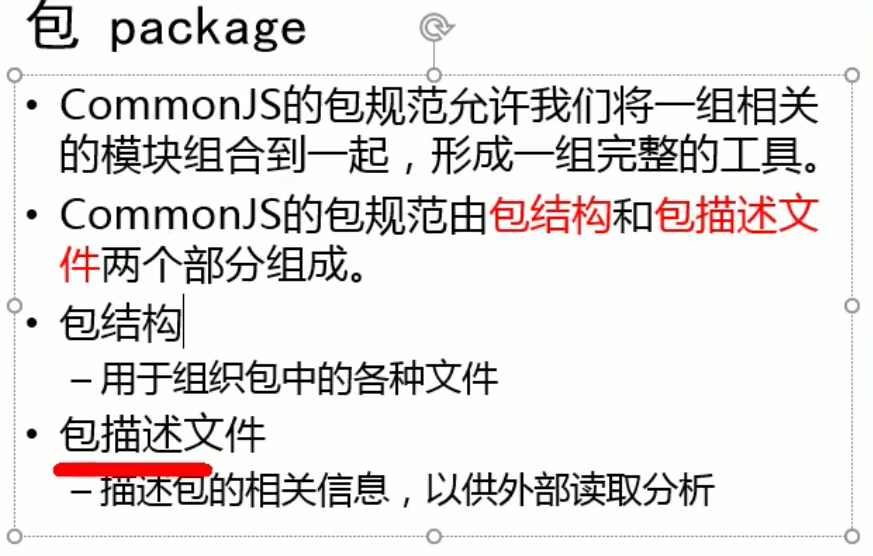 包 package
• CommonJS的包规范允许我们将一组相关
的模块组合到一起，形成一组完整的工具。
• CommonJS的包规范由包结构和包描述文
件两个部分组成。
• 包结构
– 用于组织包中的各种文件
• 包描述文件
– 描述包的相关信息，以供外部读取分析